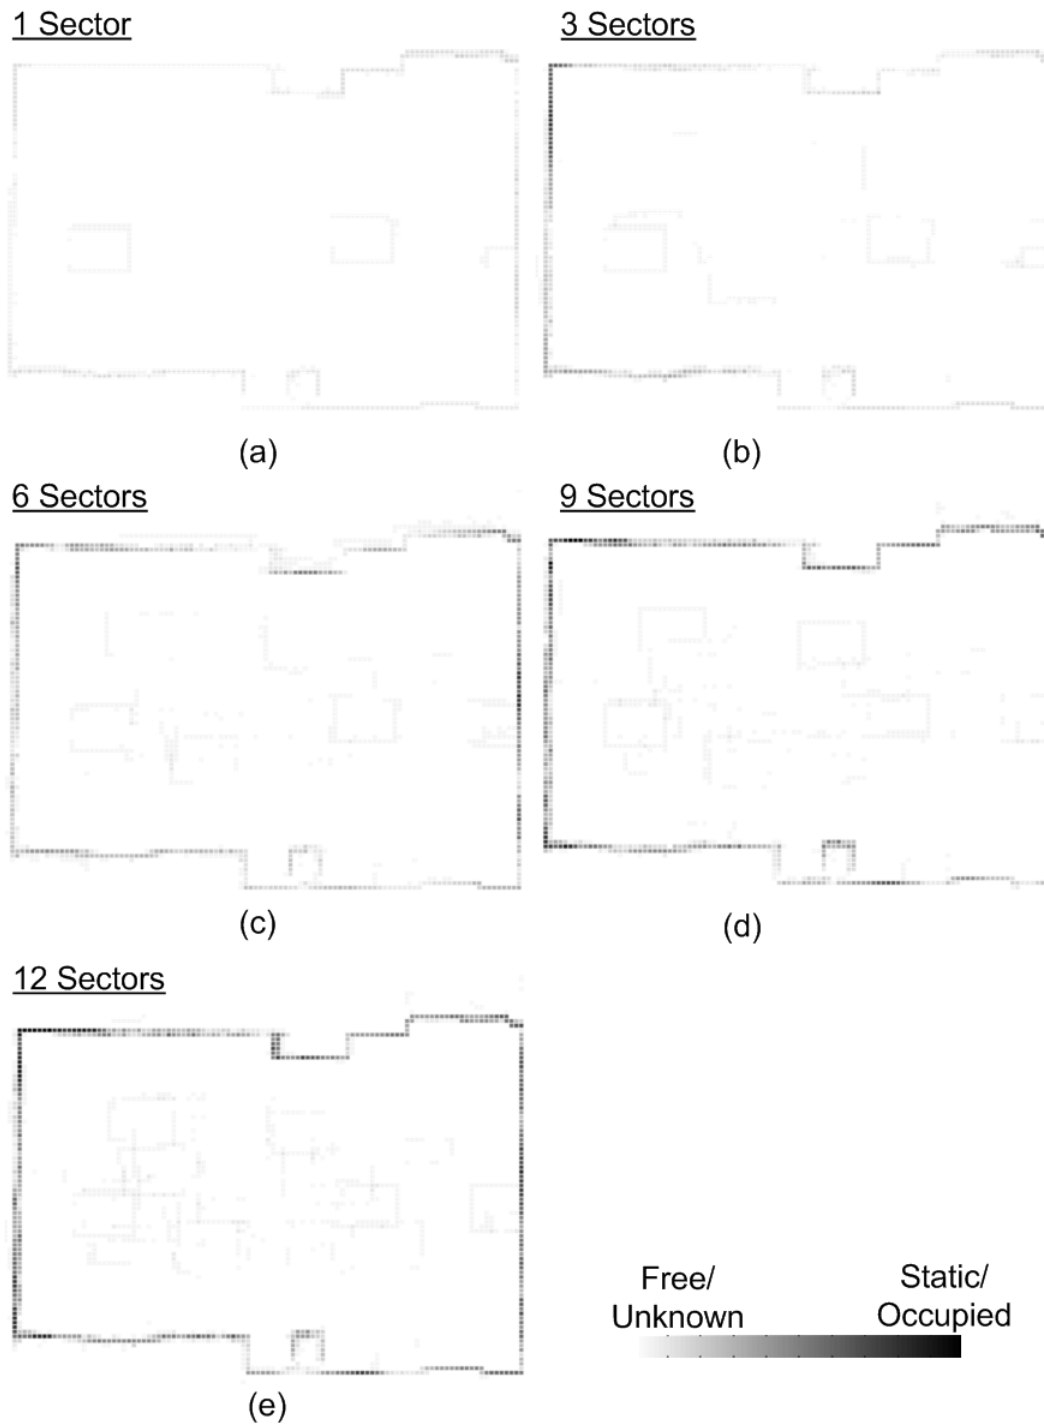 1 Sector
3 Sectors
(a)
(b)
6 Sectors
9 Sectors
(c)
(d)
12 Sectors
Free/
Unknown
Static/
Occupied
(e)